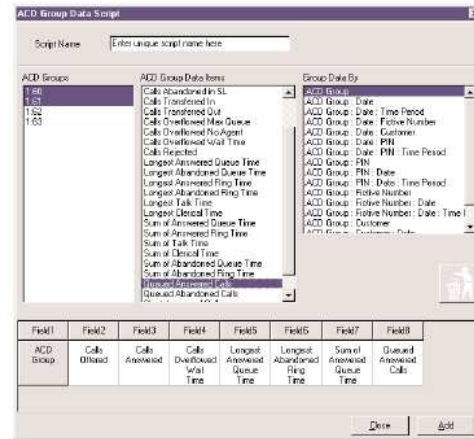 ACD Group Data Script
Script Name
Enter unique script name here
ACD Groups
1:60
1:61
1:62
1:63
ACD Group Data Items
Calls Abandoned in SL
Calls Transferred In
Calls Transferred Out
Calls Overflowed Max Queue
Calls Overflowed No Agent
Calls Overflowed Wait Time
Calls Rejected
Longest Answered Queue Time
Longest Abandoned Queue Time
Longest Answered Ring Time
Longest Abandoned Ring Time
Longest Talk Time
Longest Clerical Time
Sum of Answered Queue Time
Sum of Answered Ring Time
Sum of Talk Time
Sum of Clerical Time
Sum of Abandoned Queue Time
Sum of Abandoned Ring Time
Queued Answered Calls
Queued Abandoned Calls
Group Data By
ACD Group
ACD Group : Date
ACD Group : Date : Time Period
ACD Group : Date : Fictive Number
ACD Group : Date : Customer
ACD Group : Date : PIN
ACD Group : Date : PIN : Time Period
ACD Group : PIN
ACD Group : PIN : Date
ACD Group : PIN : Date : Time Period
ACD Group : Fictive Number
ACD Group : Fictive Number : Date
ACD Group : Fictive Number : Date : Time
ACD Group : Customer
ACD Group : Customer : Date
Field1 Field2 Field3 Field4 Field5 Field6 Field7 Field8
ACD Group
Calls Offered
Calls Answered
Calls Overflowed Wait Time
Longest Answered Queue Time
Longest Abandoned Ring Time
Sum of Answered Queue Time
Queued Answered Calls
Close Add